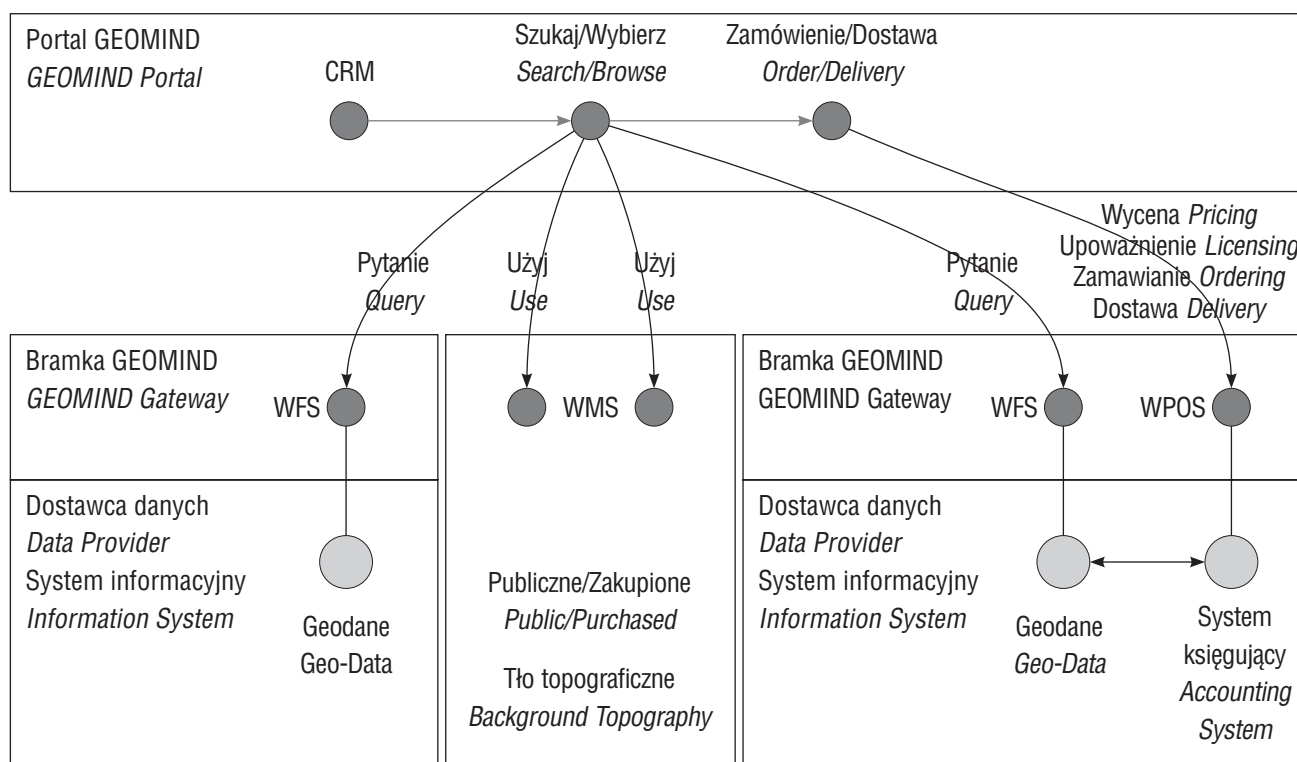 Portal GEOMIND
GEOMIND Portal
CRM
Szukaj/Wybierz
Search/Browse
Zamówienie/Dostawa
Order/Delivery
Pytanie
Query
Użyj
Use
Użyj
Use
Pytanie
Query
Wycena Pricing
Upoważnienie Licensing
Zamawianie Ordering
Dostawa Delivery
Bramka GEOMIND
GEOMIND Gateway
WFS
WMS
Bramka GEOMIND
GEOMIND Gateway
WFS
WPOS
Dostawca danych
Data Provider
System informacyjny
Information System
Geodane
Geo-Data
Publiczne/Zakupione
Public/Purchased
Tło topograficzne
Background Topography
Dostawca danych
Data Provider
System informacyjny
Information System
Geodane
Geo-Data
System
księgujący
Accounting
System